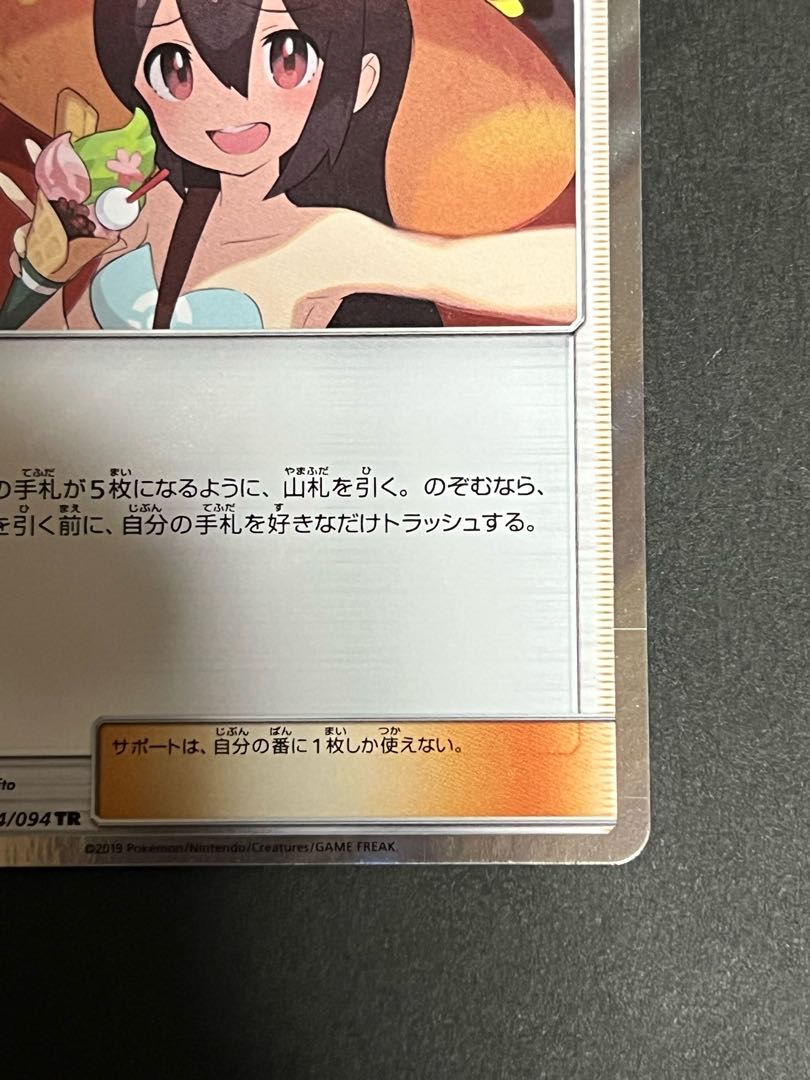 の手札が5枚になるように、山札を引く。のぞむなら、
を引く前に、自分の手札を好きなだけトラッシュする。
サポートは、自分の番に1枚しか使えない。
ito
4/094 TR
©2019 Pokémon/Nintendo/Creatures/GAME FREAK.